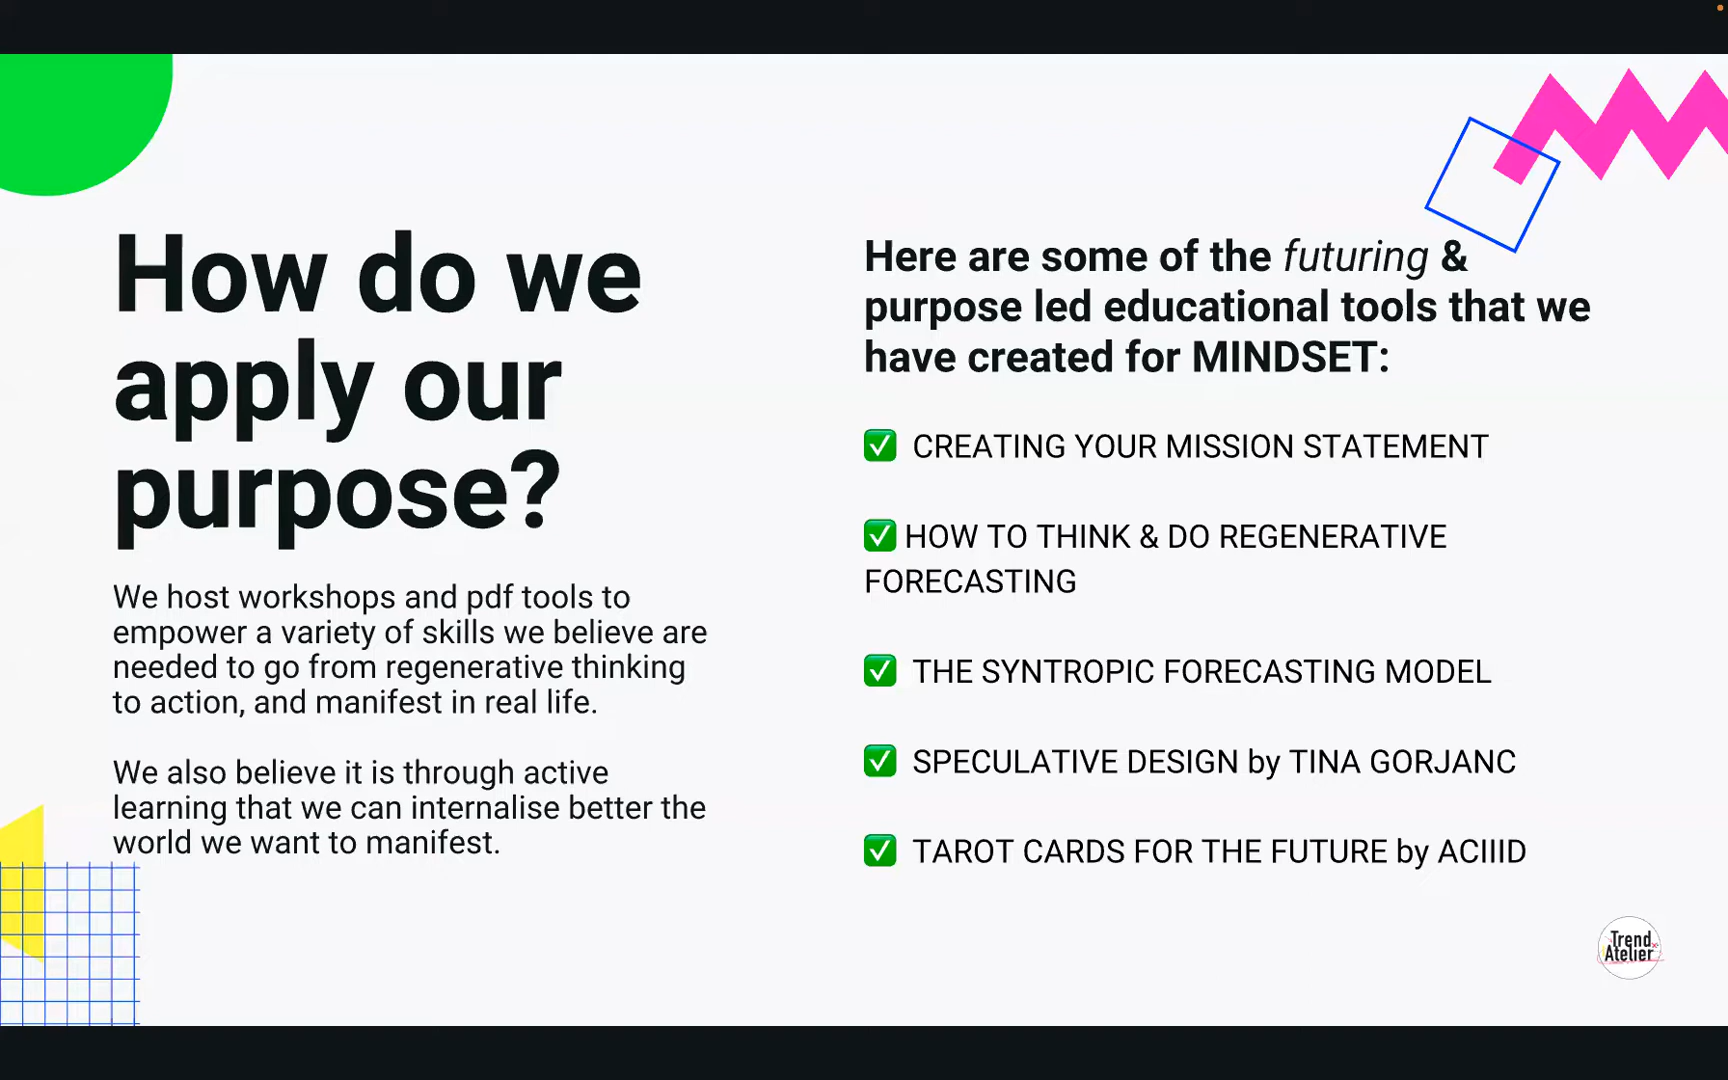 How do we
apply our
purpose?
We host workshops and pdf tools to
empower a variety of skills we believe are
needed to go from regenerative thinking
to action, and manifest in real life.
We also believe it is through active
learning that we can internalise better the
world we want to manifest.
Here are some of the futuring &
purpose led educational tools that we
have created for MINDSET:
✅ CREATING YOUR MISSION STATEMENT
✅ HOW TO THINK & DO REGENERATIVE
FORECASTING
✅ THE SYNTROPIC FORECASTING MODEL
✅ SPECULATIVE DESIGN by TINA GORJANC
✅ TAROT CARDS FOR THE FUTURE by ACIIID
Trend
Atelier